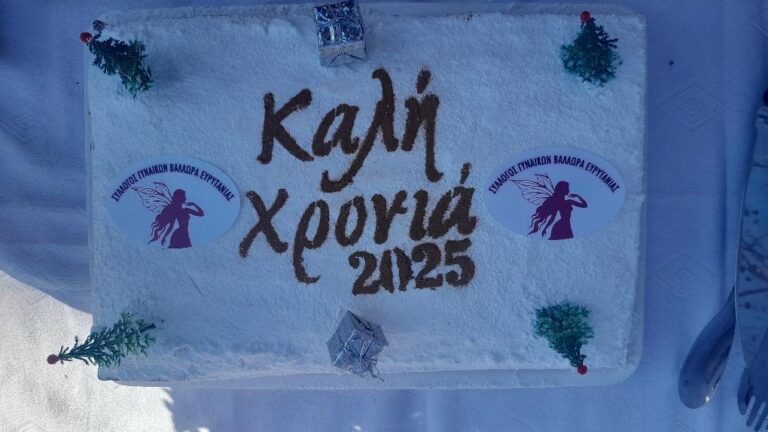 Καλή
χρονιά
2025
ΣΥΛΛΟΓΟΣ ΓΥΝΑΙΚΩΝ ΒΑΛΑΩΡΑ ΕΥΡΥΤΑΝΙΑΣ
ΣΥΛΛΟΓΟΣ ΓΥΝΑΙΚΩΝ ΒΑΛΑΩΡΑ ΕΥΡΥΤΑΝΙΑΣ